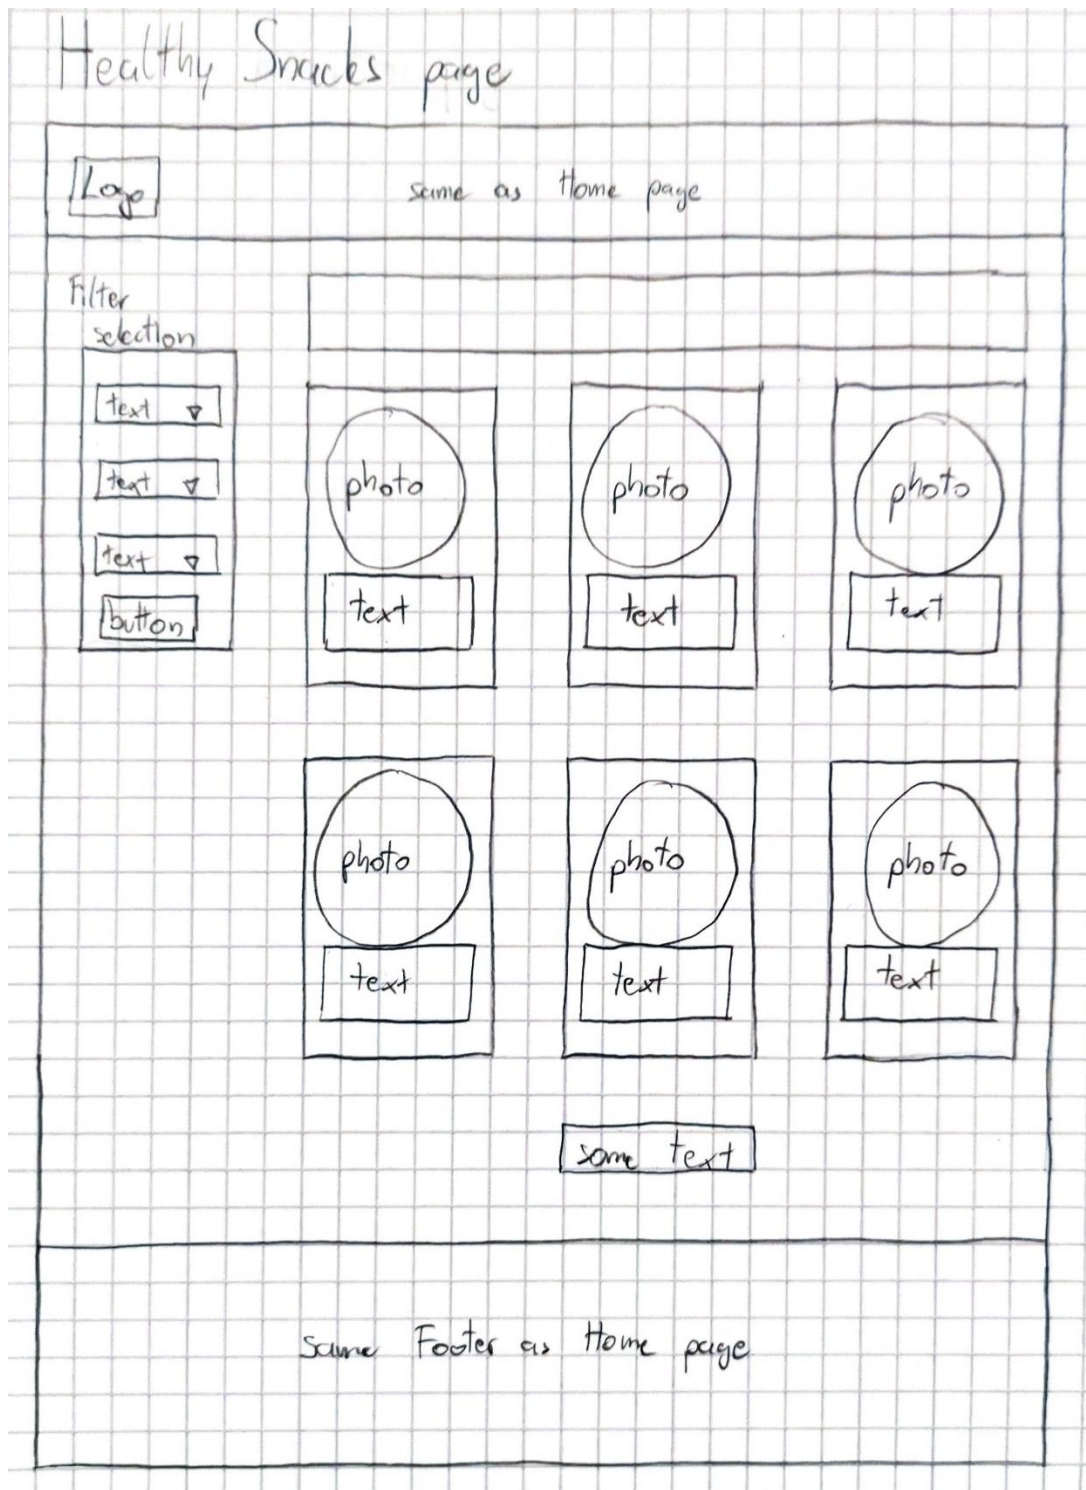 Healthy Snacks page
Logo
same as Home page
Filter
selection
text
text
text
button
photo
photo
photo
text
text
text
photo
photo
photo
text
text
text
some text
same Footer as Home page